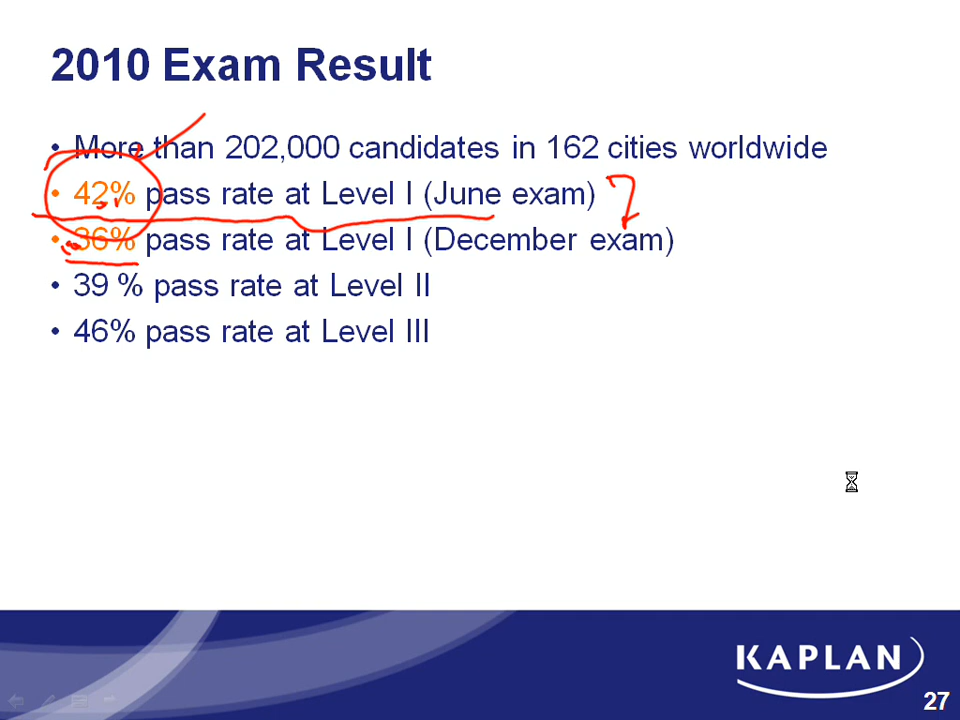 2010 Exam Result
• More than 202,000 candidates in 162 cities worldwide
• 42% pass rate at Level I (June exam)
• 36% pass rate at Level I (December exam)
• 39 % pass rate at Level II
• 46% pass rate at Level III
KAPLAN
27